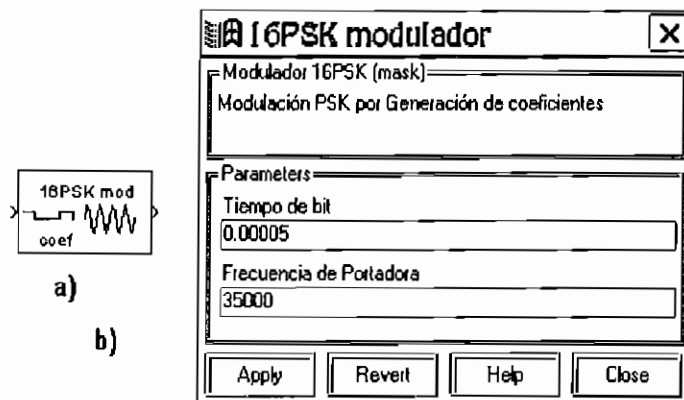 16PSK mod
coef
a)
b)
16PSK modulador
Modulador 16PSK (mask)
Modulación PSK por Generación de coeficientes
Parameters
Tiempo de bit
0.00005
Frecuencia de Portadora
35000
Apply Revert Help Close